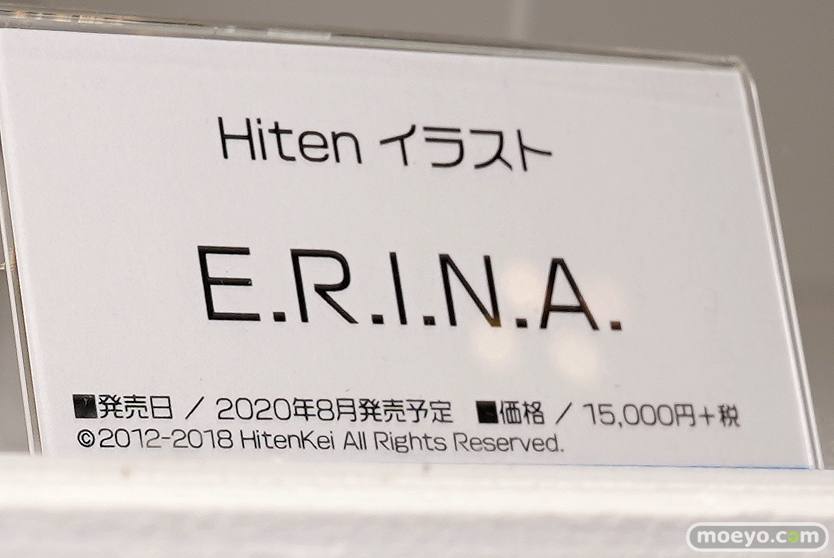 Hiten イラスト
E.R.I.N.A.
■発売日 / 2020年8月発売予定 ■価格 / 15,000円+税
©2012-2018 HitenKei All Rights Reserved.
moeyo.com